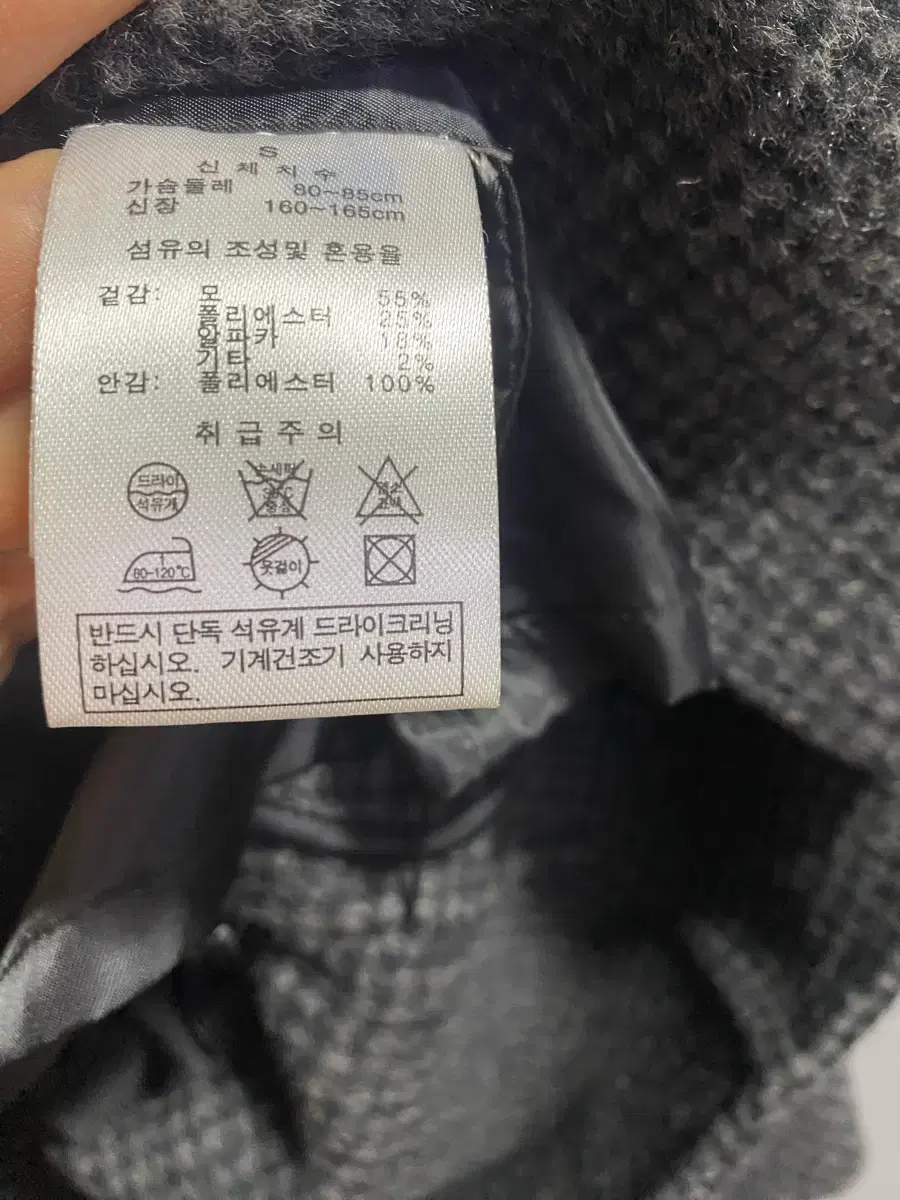 S
신 체 치 수
가슴둘레 80~85cm
신장 160~165cm
섬유의 조성및 혼용율
겉감: 모 55%
폴리에스터 25%
알파카 18%
기타 2%
안감: 폴리에스터 100%
취 급 주 의
드라이
석유계
80-120℃
옷걸이
반드시 단독 석유계 드라이크리닝
하십시오. 기계건조기 사용하지
마십시오.